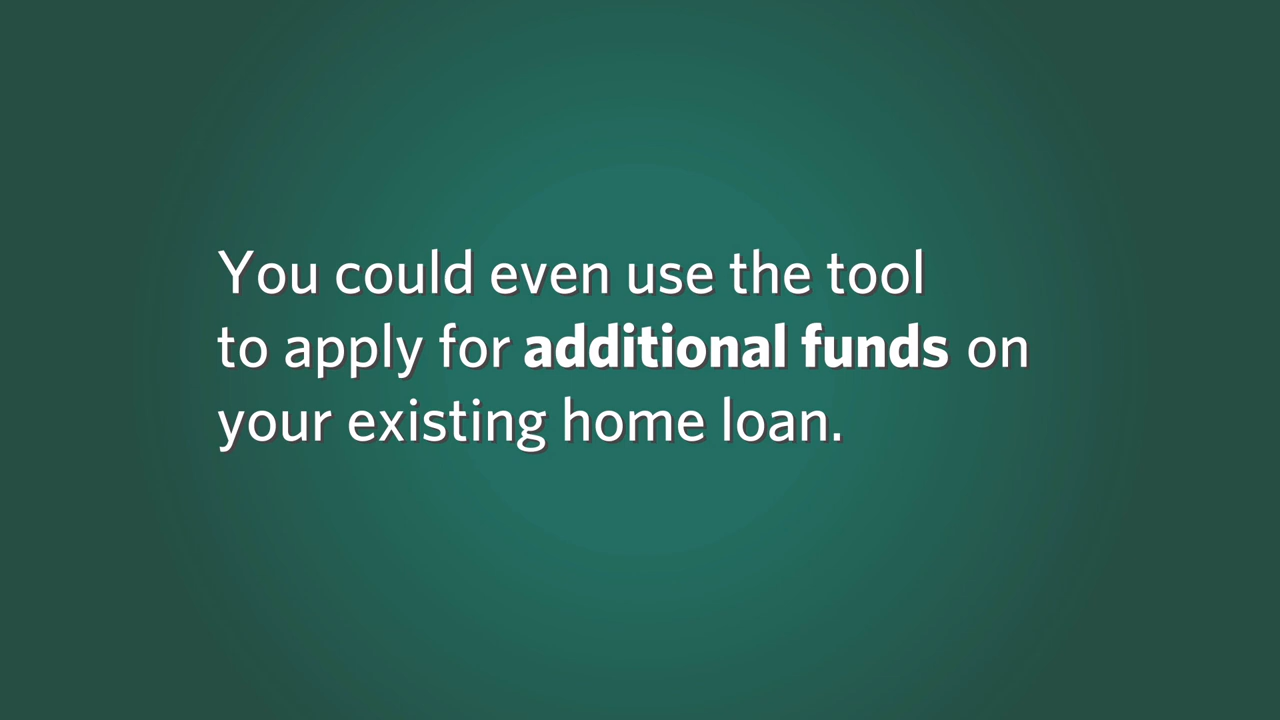 You could even use the tool
to apply for additional funds on
your existing home loan.